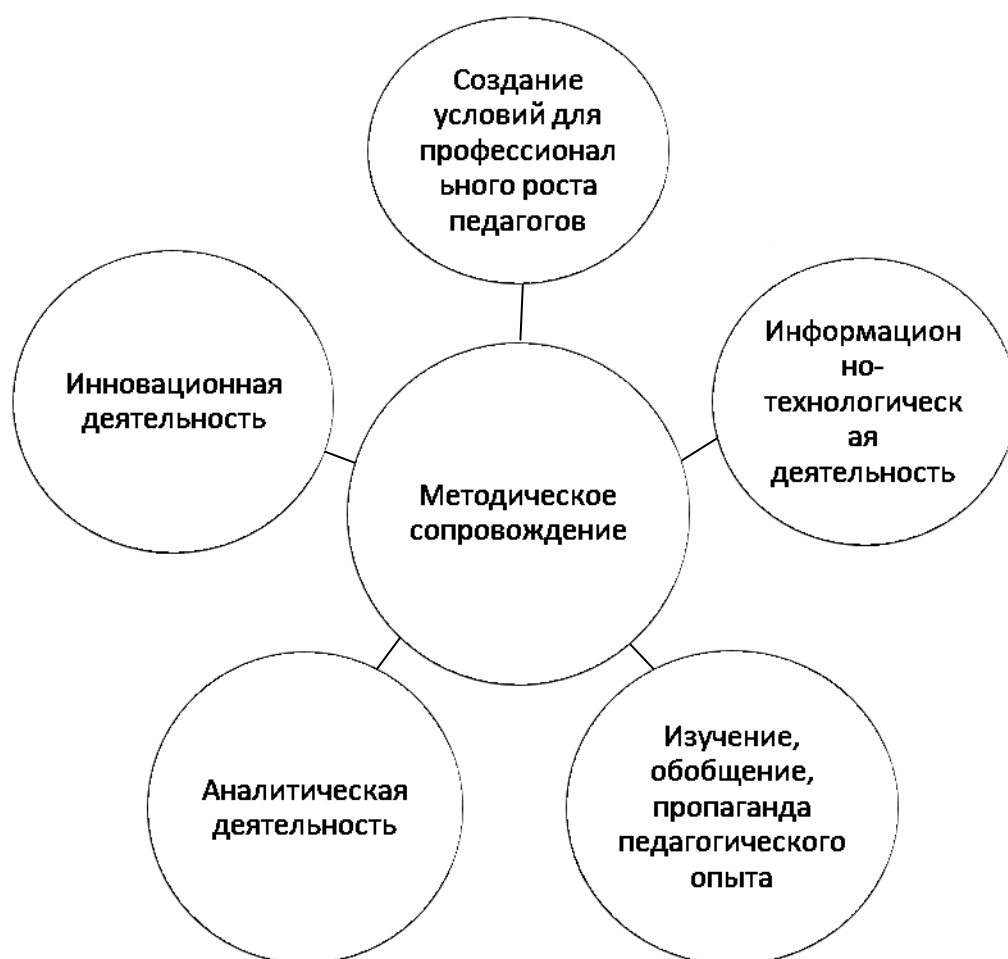 Создание
условий для
профессионал
ьного роста
педагогов
Инновационная
деятельность
Информацион
но-
технологическ
ая
деятельность
Методическое
сопровождение
Аналитическая
деятельность
Изучение,
обобщение,
пропаганда
педагогического
опыта